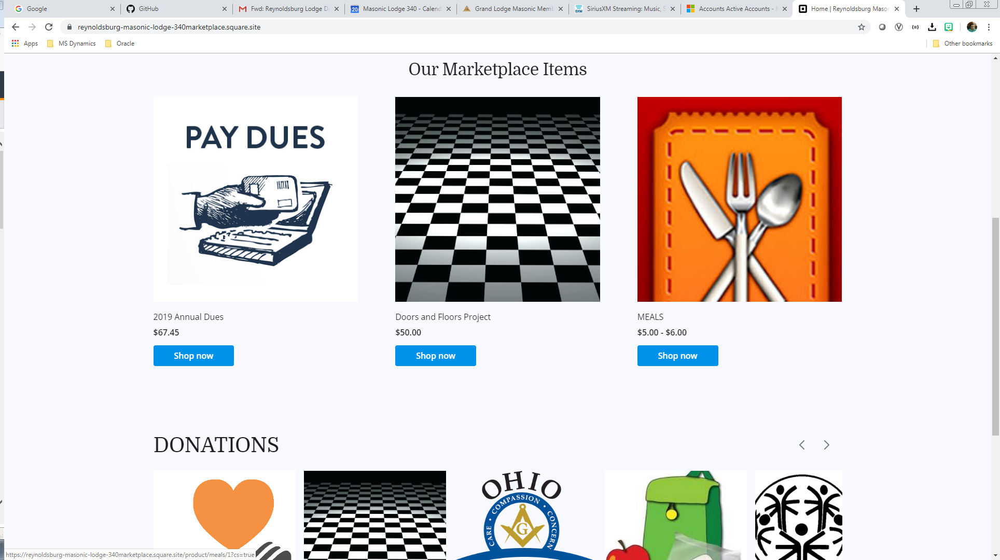 Google
GitHub
Fwd: Reynoldsburg Lodge D
Masonic Lodge 340 - Calend
Grand Lodge Masonic Memb
SiriusXM Streaming: Music, S
Accounts Active Accounts -
Home | Reynoldsburg Mason
reynoldsburg-masonic-lodge-340marketplace.square.site
Apps
MS Dynamics
Oracle
Other bookmarks
Our Marketplace Items
PAY DUES
2019 Annual Dues
$67.45
Shop now
Doors and Floors Project
$50.00
Shop now
MEALS
$5.00 - $6.00
Shop now
DONATIONS
OHIO
CARE • COMPASSION • CONCERN
G
https://reynoldsburg-masonic-lodge-340marketplace.square.site/product/meals/1?cs=true